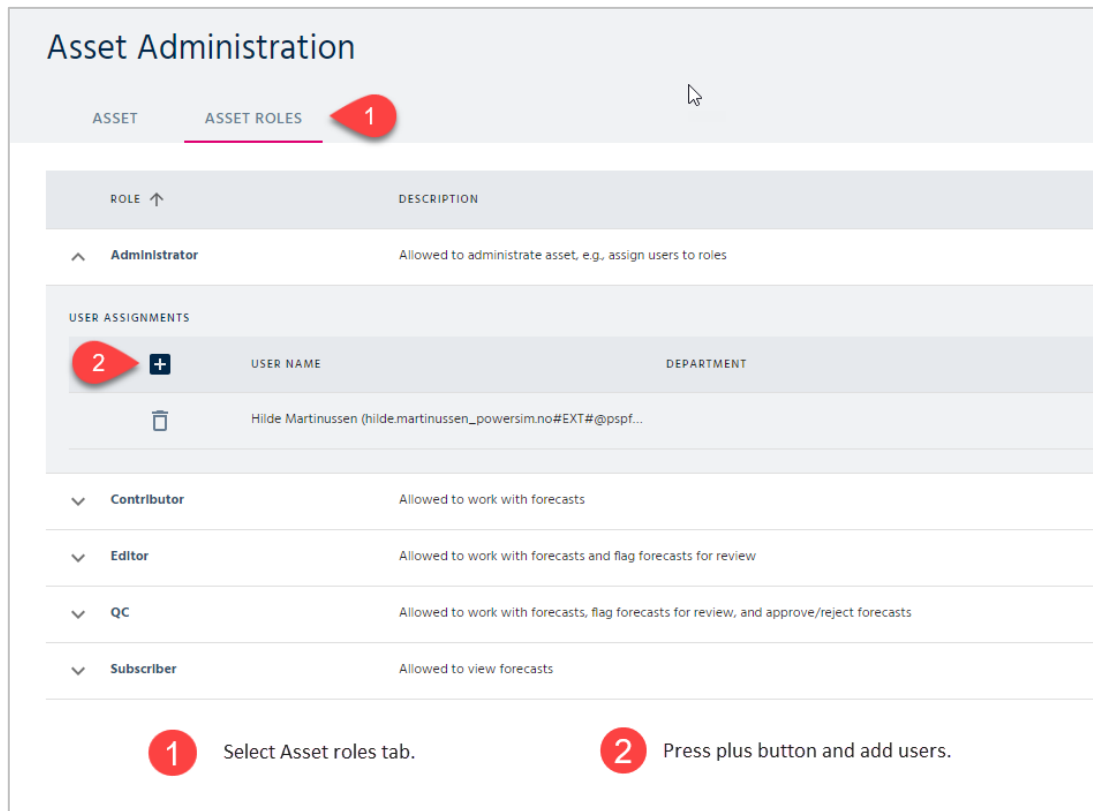 Asset Administration
ASSET ASSET ROLES 1
ROLE DESCRIPTION
Administrator Allowed to administrate asset, e.g., assign users to roles
USER ASSIGNMENTS
2 + USER NAME DEPARTMENT
Hilde Martinussen (hilde.martinussen_powersim.no#EXT#@pspf...
Contributor Allowed to work with forecasts
Editor Allowed to work with forecasts and flag forecasts for review
QC Allowed to work with forecasts, flag forecasts for review, and approve/reject forecasts
Subscriber Allowed to view forecasts
1 Select Asset roles tab. 2 Press plus button and add users.